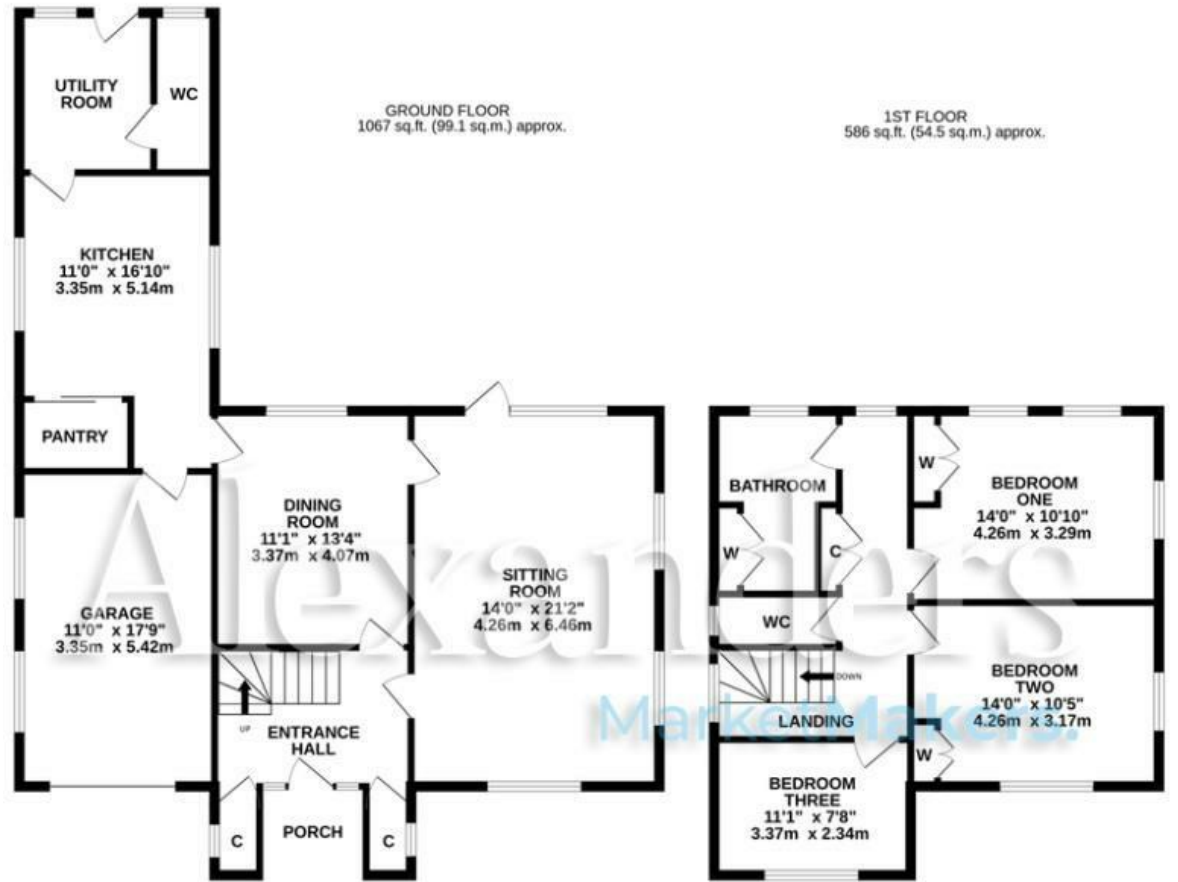 GROUND FLOOR
1067 sq.ft. (99.1 sq.m.) approx.
1ST FLOOR
586 sq.ft. (54.5 sq.m.) approx.
UTILITY
ROOM
WC
KITCHEN
11'0" x 16'10"
3.35m x 5.14m
PANTRY
DINING
ROOM
11'1" x 13'4"
3.37m x 4.07m
SITTING
ROOM
14'0" x 21'2"
4.26m x 6.46m
GARAGE
11'0" x 17'9"
3.35m x 5.42m
UP
ENTRANCE
HALL
C
PORCH
C
BATHROOM
W
C
W
BEDROOM
ONE
14'0" x 10'10"
4.26m x 3.29m
WC
DOWN
LANDING
BEDROOM
TWO
14'0" x 10'5"
4.26m x 3.17m
W
BEDROOM
THREE
11'1" x 7'8"
3.37m x 2.34m
Alexanders
MarketMakers.